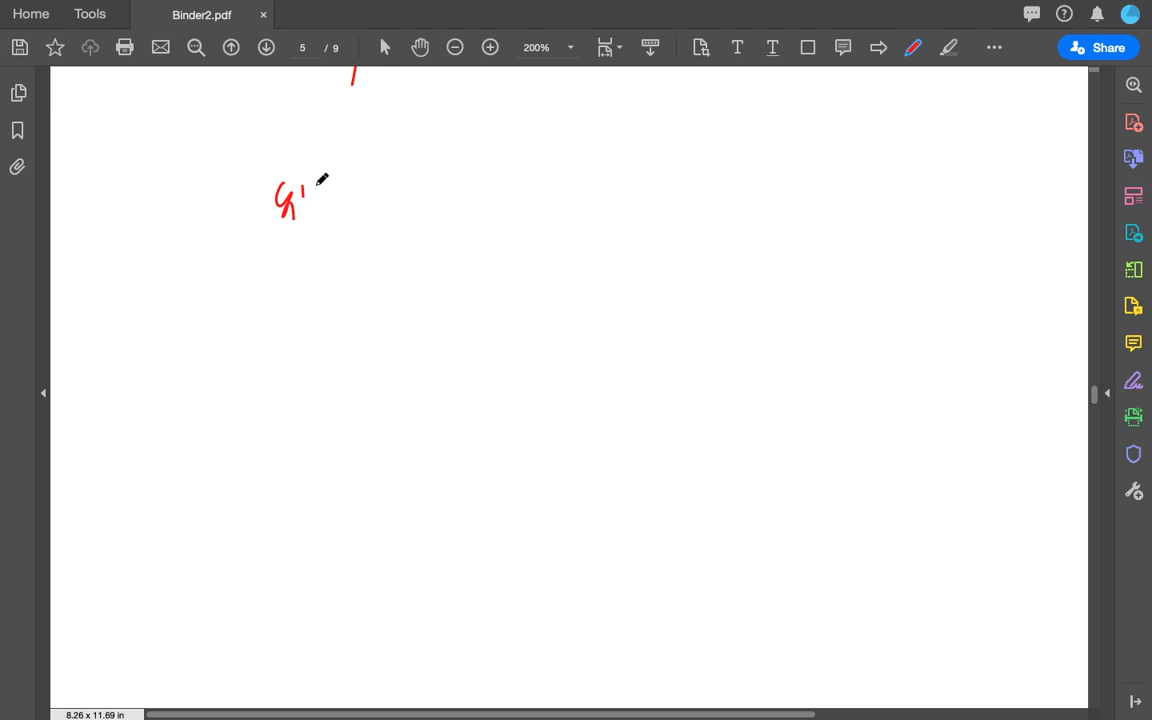 Home Tools Binder2.pdf ×
5 / 9 200% Share
8.26 x 11.69 in